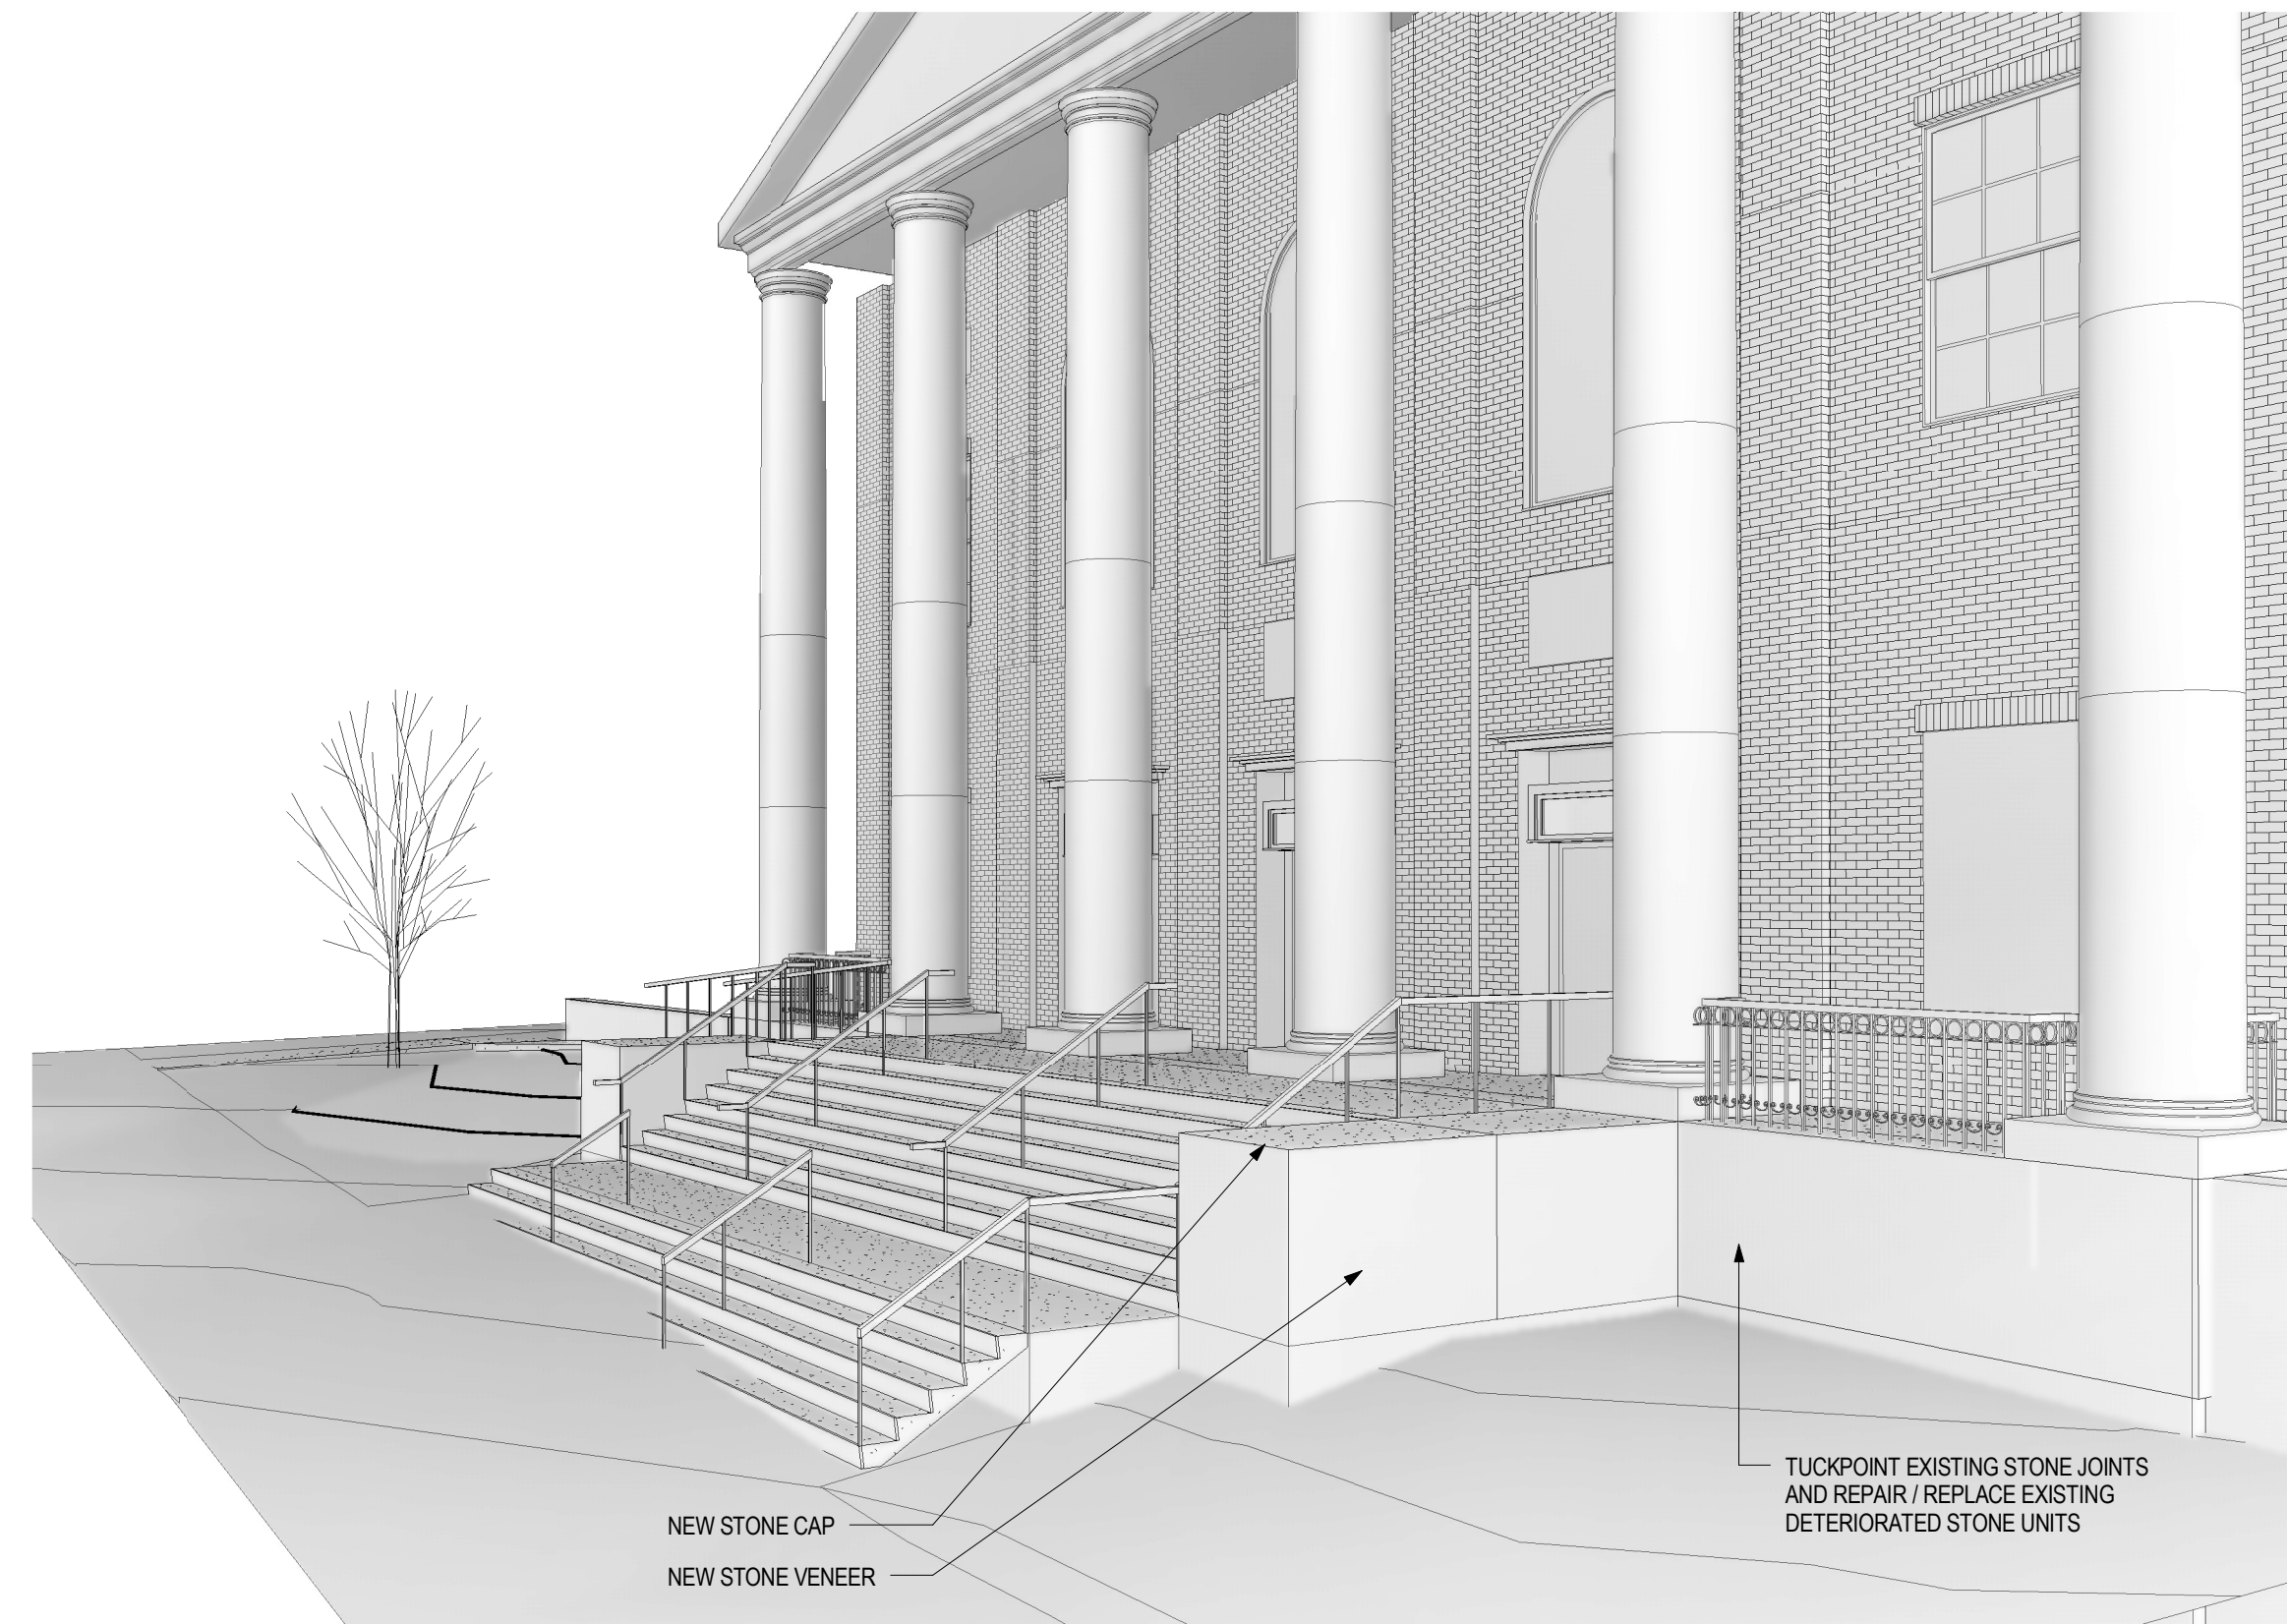 NEW STONE CAP
NEW STONE VENEER
TUCKPOINT EXISTING STONE JOINTS
AND REPAIR / REPLACE EXISTING
DETERIORATED STONE UNITS